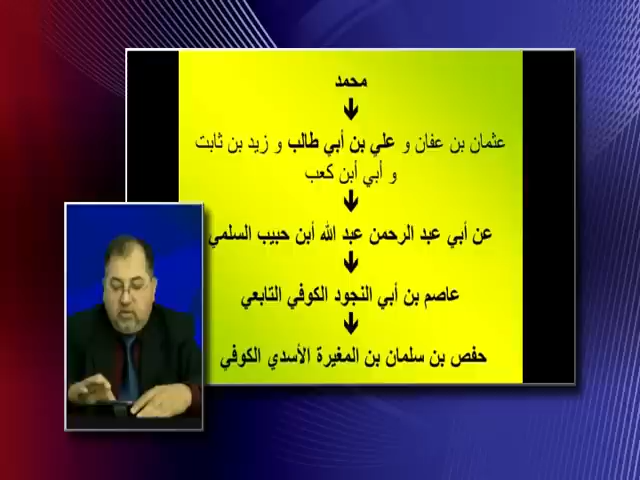 محمد
عثمان بن عفان و علي بن أبي طالب و زيد بن ثابت
و أبي أبن كعب
عن أبي عبد الرحمن عبد الله أبن حبيب السلمي
عاصم بن أبي النجود الكوفي التابعي
حفص بن سلمان بن المغيرة الأسدي الكوفي